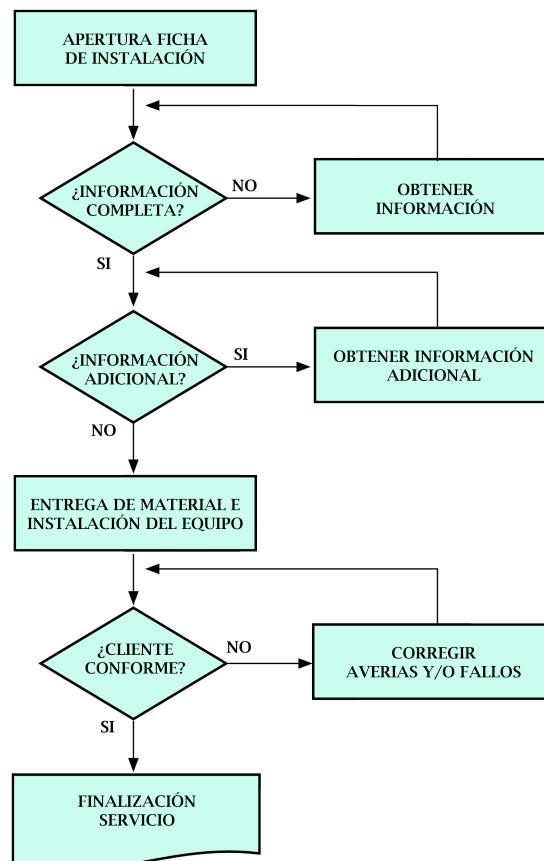 APERTURA FICHA
DE INSTALACIÓN
¿INFORMACIÓN
COMPLETA?
NO
OBTENER
INFORMACIÓN
SI
¿INFORMACIÓN
ADICIONAL?
SI
OBTENER INFORMACIÓN
ADICIONAL
NO
ENTREGA DE MATERIAL E
INSTALACIÓN DEL EQUIPO
¿CLIENTE
CONFORME?
NO
CORREGIR
AVERIAS Y/O FALLOS
SI
FINALIZACIÓN
SERVICIO